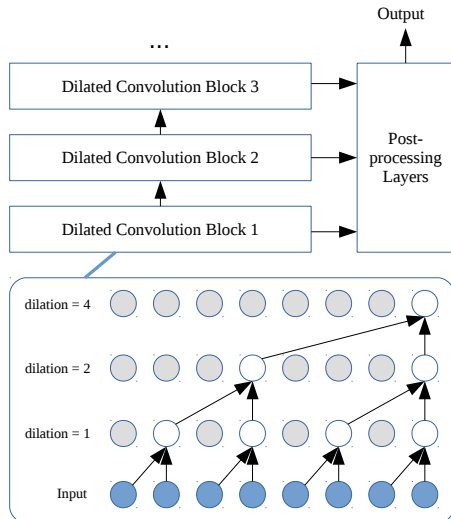 Output
...
Dilated Convolution Block 3
Dilated Convolution Block 2
Dilated Convolution Block 1
Post-
processing
Layers
dilation = 4
dilation = 2
dilation = 1
Input